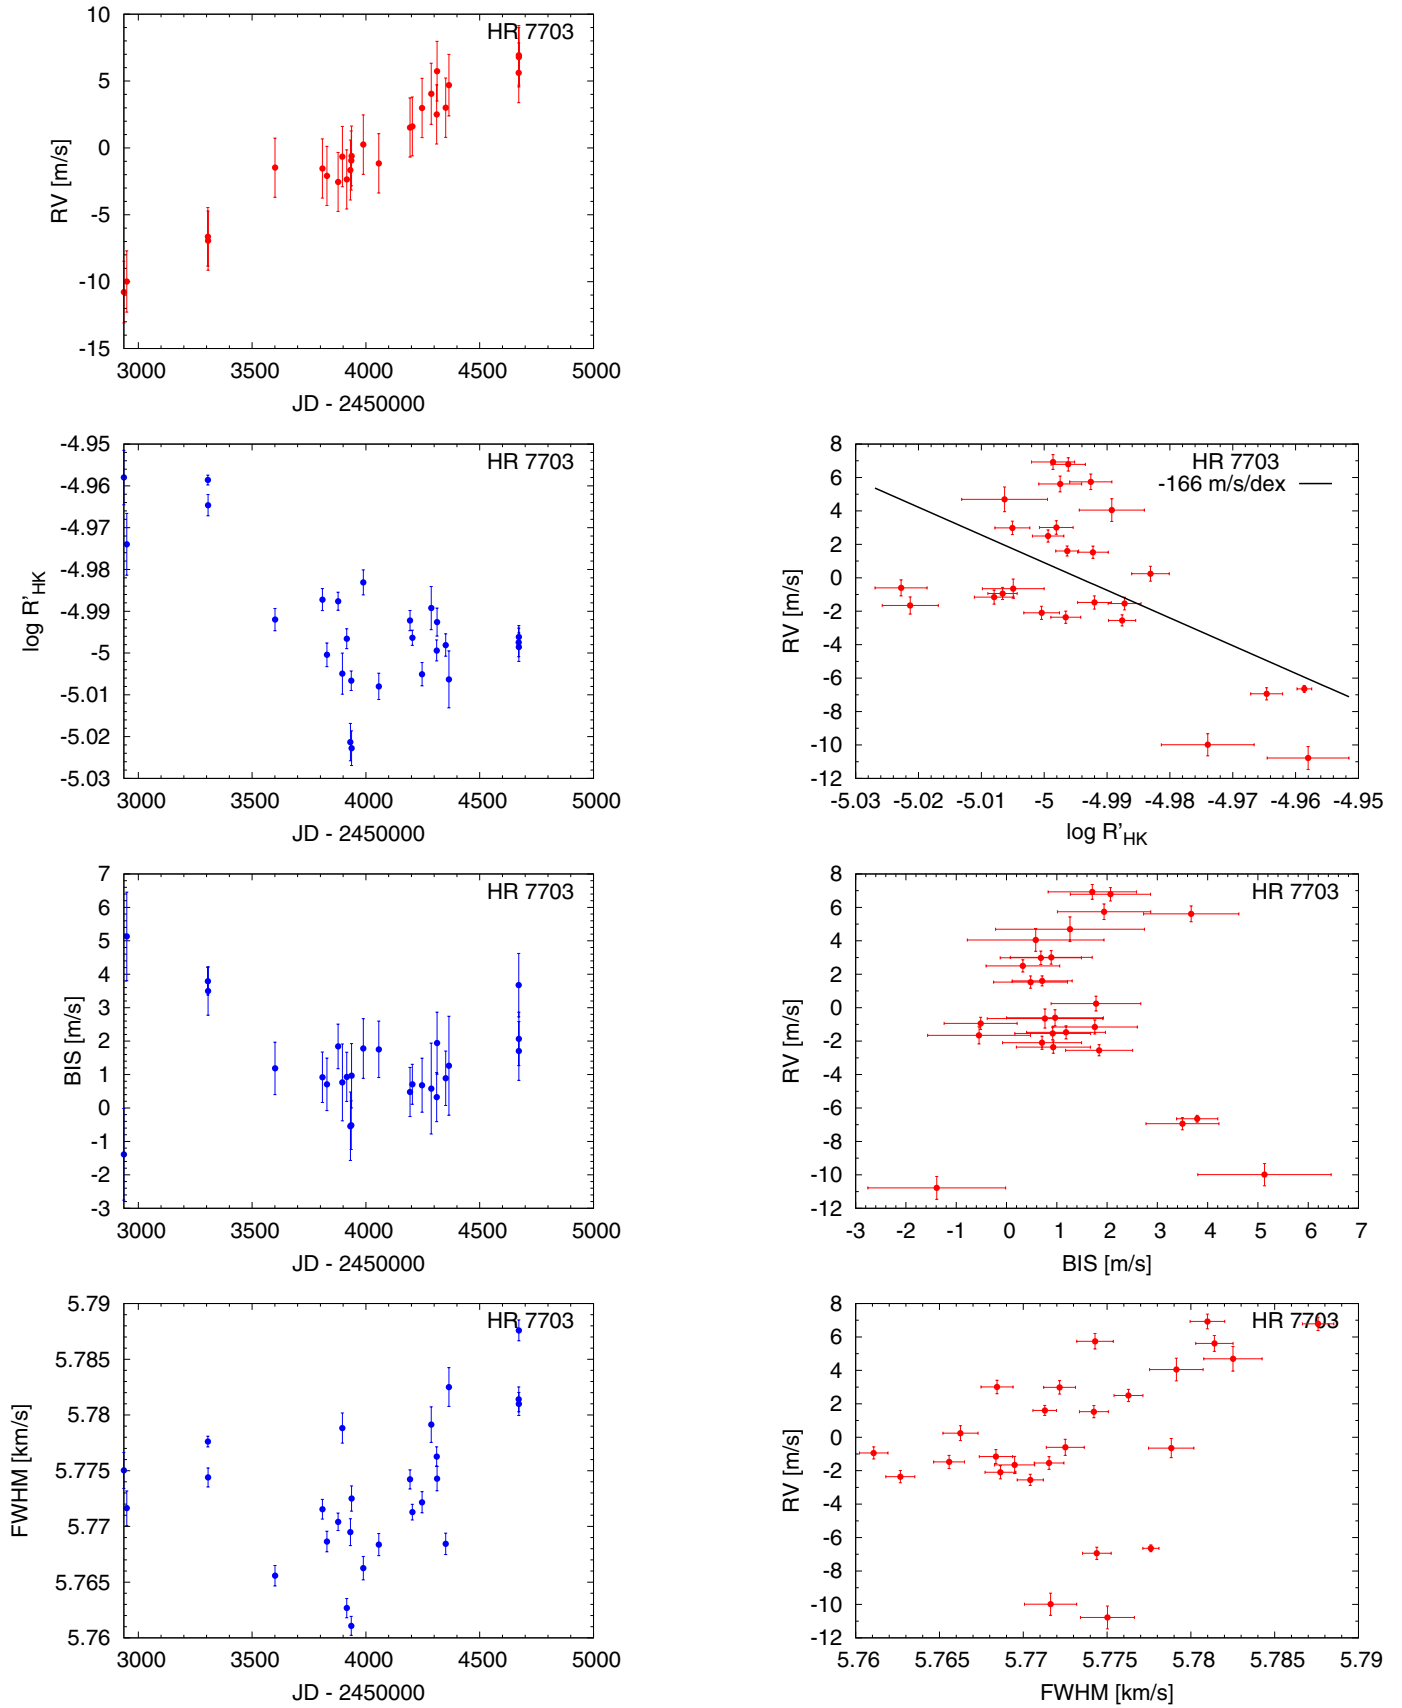 HR 7703
10
5
0
-5
-10
-15
RV [m/s]
3000 3500 4000 4500 5000
JD - 2450000
HR 7703
-4.95
-4.96
-4.97
-4.98
-4.99
-5
-5.01
-5.02
-5.03
log R'HK
3000 3500 4000 4500 5000
JD - 2450000
HR 7703
-166 m/s/dex
8
6
4
2
0
-2
-4
-6
-8
-10
-12
RV [m/s]
-5.03 -5.02 -5.01 -5 -4.99 -4.98 -4.97 -4.96 -4.95
log R'HK
HR 7703
7
6
5
4
3
2
1
0
-1
-2
-3
BIS [m/s]
3000 3500 4000 4500 5000
JD - 2450000
HR 7703
8
6
4
2
0
-2
-4
-6
-8
-10
-12
RV [m/s]
-3 -2 -1 0 1 2 3 4 5 6 7
BIS [m/s]
HR 7703
5.79
5.785
5.78
5.775
5.77
5.765
5.76
FWHM [km/s]
3000 3500 4000 4500 5000
JD - 2450000
HR 7703
8
6
4
2
0
-2
-4
-6
-8
-10
-12
RV [m/s]
5.76 5.765 5.77 5.775 5.78 5.785 5.79
FWHM [km/s]